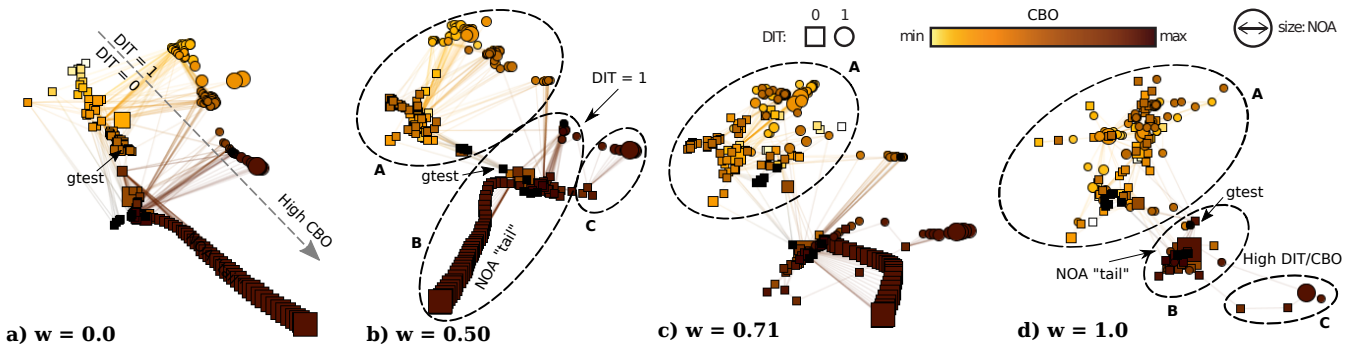 0 1
DIT:
CBO
min max
size: NOA
DIT = 1
DIT = 0
gtest
High CBO
a) w = 0.0
DIT = 1
A
gtest
B
NOA "tail"
C
b) w = 0.50
A
c) w = 0.71
A
gtest
NOA "tail"
High DIT/CBO
B
C
d) w = 1.0